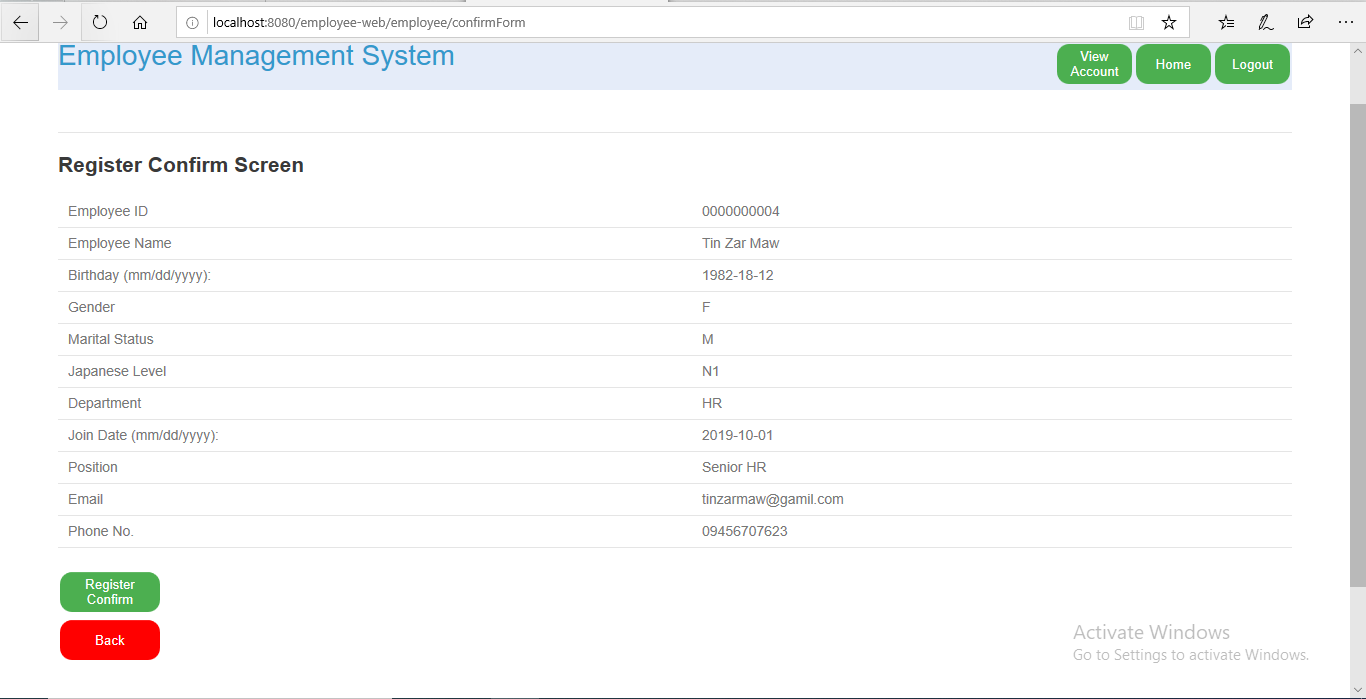 localhost:8080/employee-web/employee/confirmForm
Employee Management System
View
Account
Home
Logout
Register Confirm Screen
Employee ID 0000000004
Employee Name Tin Zar Maw
Birthday (mm/dd/yyyy): 1982-18-12
Gender F
Marital Status M
Japanese Level N1
Department HR
Join Date (mm/dd/yyyy): 2019-10-01
Position Senior HR
Email tinzarmaw@gamil.com
Phone No. 09456707623
Register
Confirm
Back
Activate Windows
Go to Settings to activate Windows.